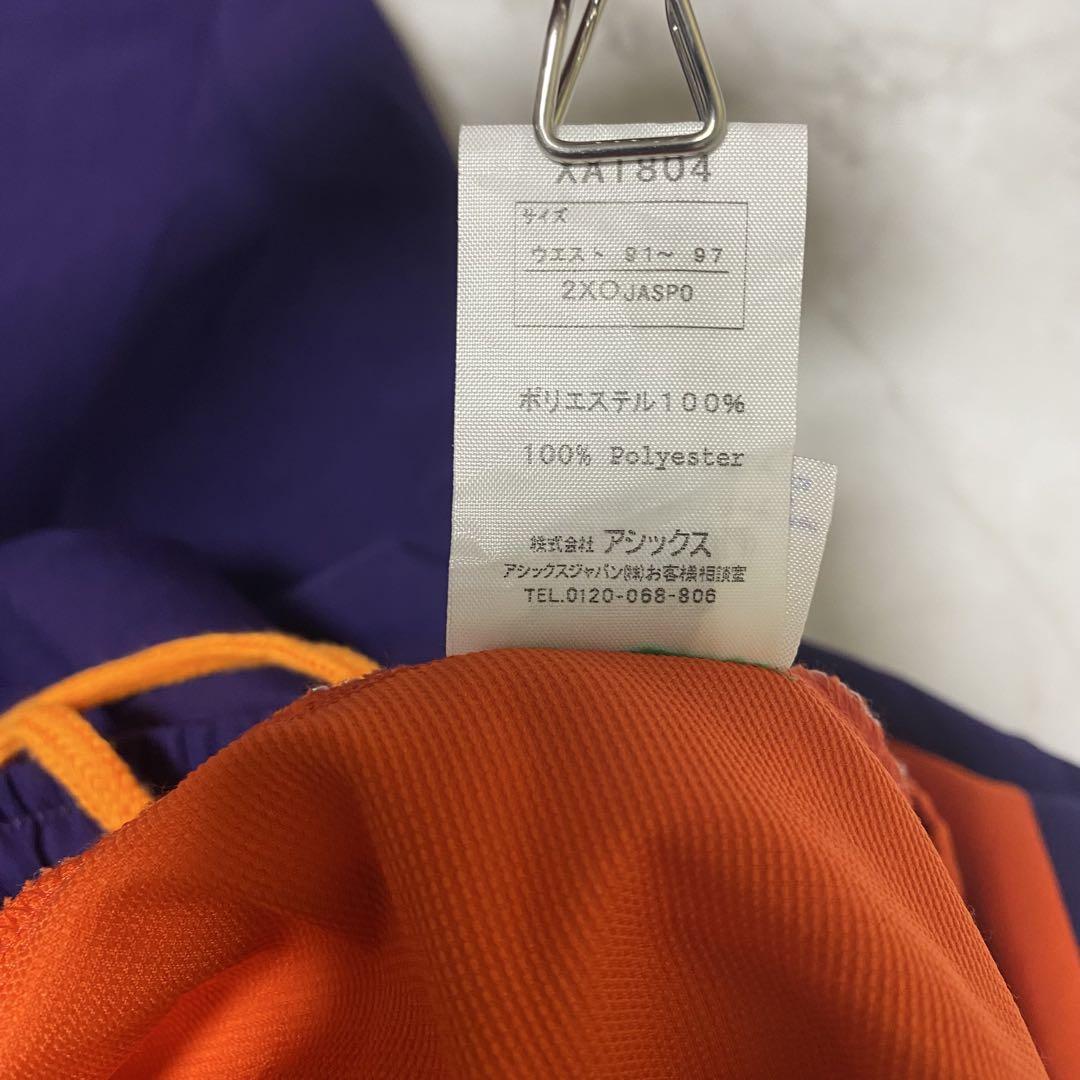 XA1804
サイズ
ウエスト 91〜 97
2XO JASPO
ポリエステル100%
100% Polyester
株式会社 アシックス
アシックスジャパン(株)お客様相談室
TEL.0120-068-806